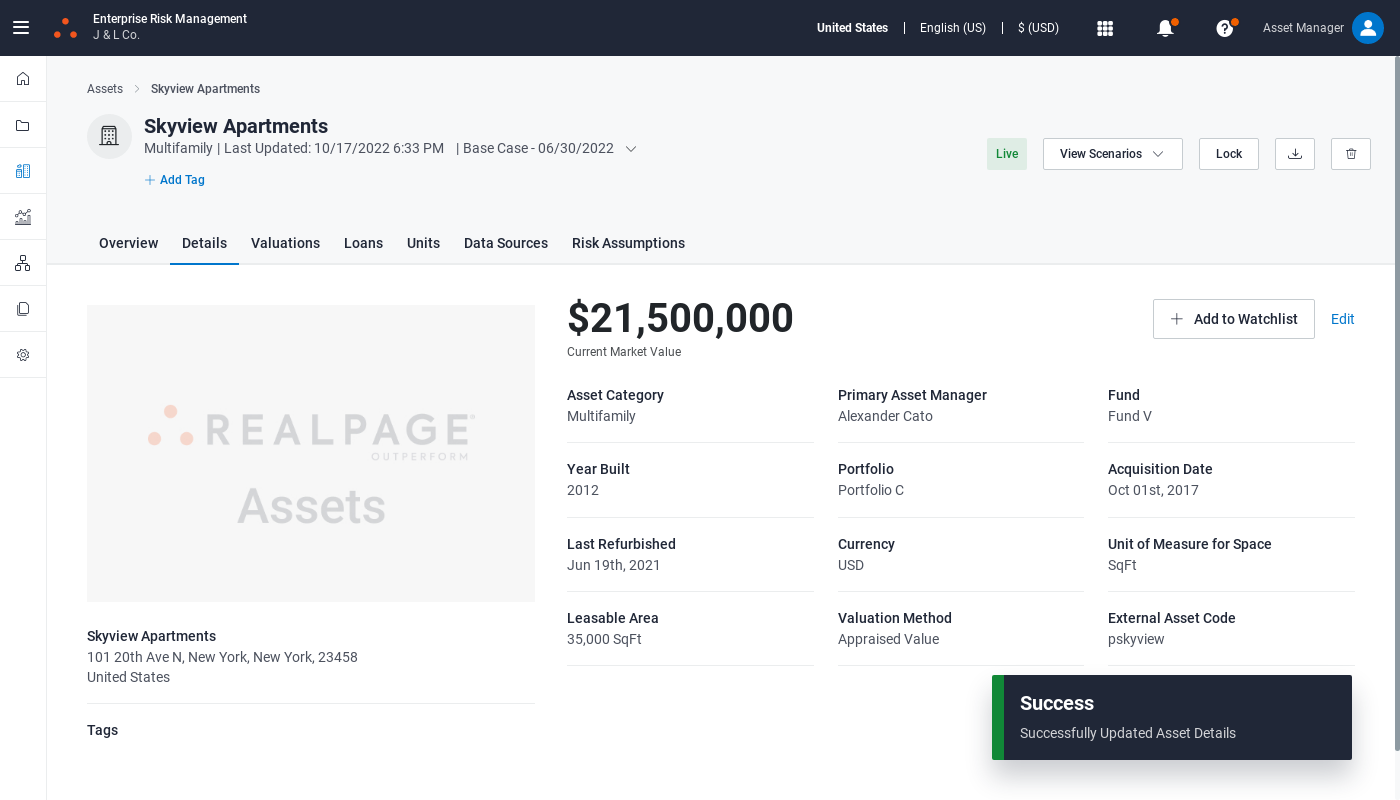 Enterprise Risk Management
J & L Co.
United States | English (US) | $ (USD)
Asset Manager
Assets > Skyview Apartments
Skyview Apartments
Multifamily | Last Updated: 10/17/2022 6:33 PM | Base Case - 06/30/2022
Add Tag
Live
View Scenarios
Lock
Overview Details Valuations Loans Units Data Sources Risk Assumptions
REALPAGE
OUTPERFORM
Assets
Skyview Apartments
101 20th Ave N, New York, New York, 23458
United States
Tags
$21,500,000
Current Market Value
Add to Watchlist
Edit
Asset Category
Multifamily
Primary Asset Manager
Alexander Cato
Fund
Fund V
Year Built
2012
Portfolio
Portfolio C
Acquisition Date
Oct 01st, 2017
Last Refurbished
Jun 19th, 2021
Currency
USD
Unit of Measure for Space
SqFt
Leasable Area
35,000 SqFt
Valuation Method
Appraised Value
External Asset Code
pskyview
Success
Successfully Updated Asset Details